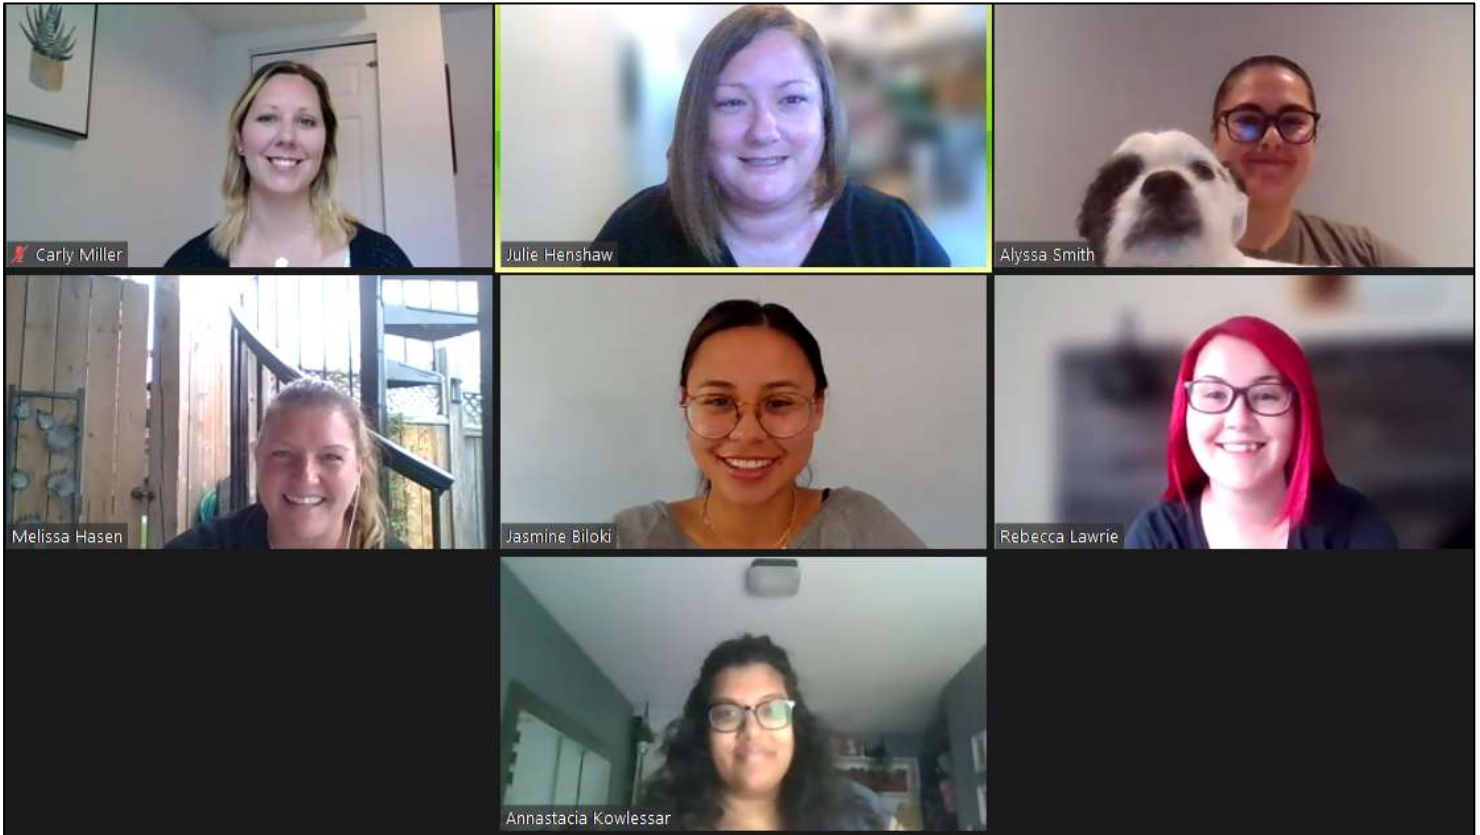 Carly Miller
Julie Henshaw
Alyssa Smith
Melissa Hasen
Jasmine Biloki
Rebecca Lawrie
Annastacia Kowlessar